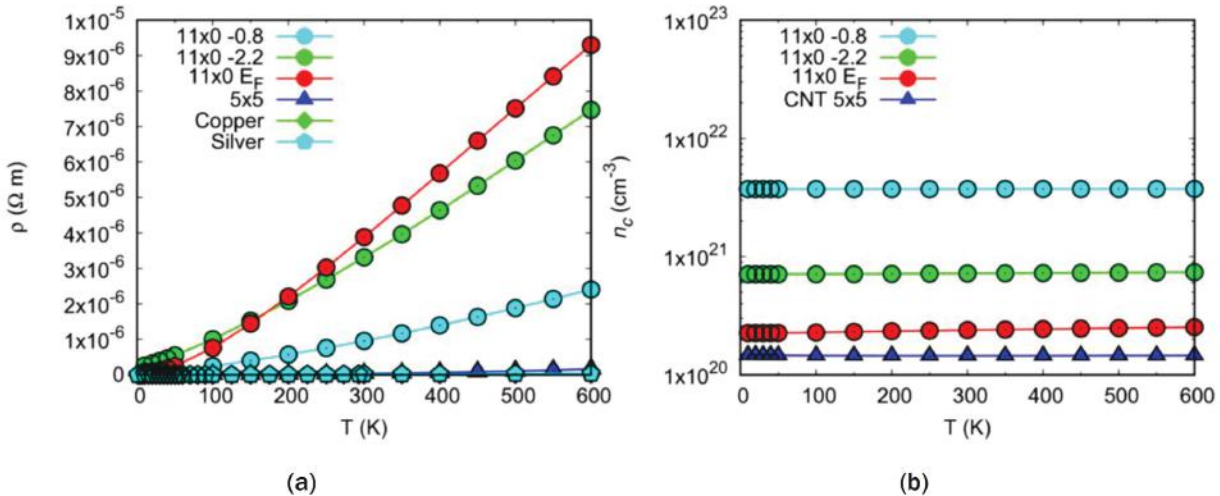 1x10-5
9x10-6
8x10-6
7x10-6
6x10-6
5x10-6
4x10-6
3x10-6
2x10-6
1x10-6
0
ρ (Ω m)
11x0 -0.8
11x0 -2.2
11x0 EF
5x5
Copper
Silver
0 100 200 300 400 500 600
T (K)
(a)
1x1023
1x1022
1x1021
1x1020
nc (cm-3)
11x0 -0.8
11x0 -2.2
11x0 EF
CNT 5x5
0 100 200 300 400 500 600
T (K)
(b)